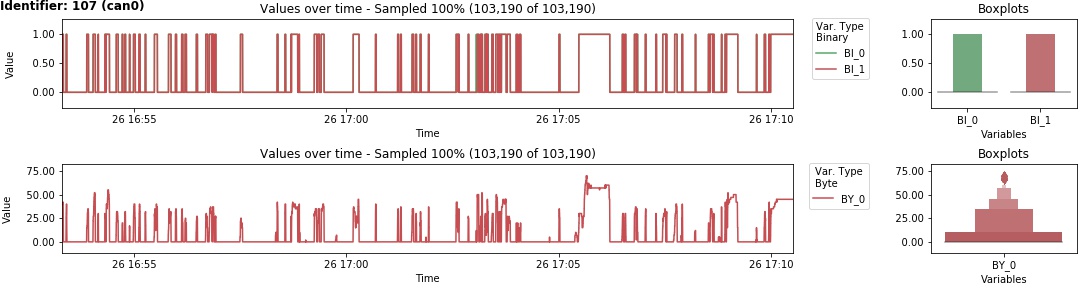 Identifier: 107 (can0)
Values over time - Sampled 100% (103,190 of 103,190)
Boxplots
Value
1.00
0.50
0.00
26 16:55
26 17:00
26 17:05
26 17:10
Time
Var. Type
Binary
BI_0
BI_1
1.00
0.50
0.00
BI_0
BI_1
Variables
Values over time - Sampled 100% (103,190 of 103,190)
Boxplots
Value
75.00
50.00
25.00
0.00
26 16:55
26 17:00
26 17:05
26 17:10
Time
Var. Type
Byte
BY_0
75.00
50.00
25.00
0.00
BY_0
Variables